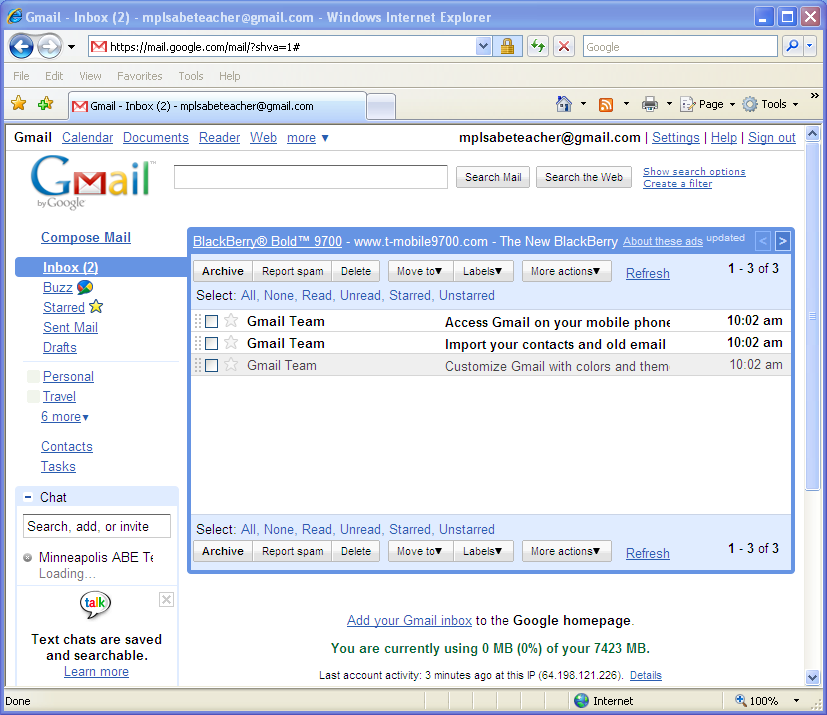 Gmail - Inbox (2) - mplsabeteacher@gmail.com - Windows Internet Explorer
https://mail.google.com/mail/?shva=1#
Google
File Edit View Favorites Tools Help
Gmail - Inbox (2) - mplsabeteacher@gmail.com
Page Tools »
Gmail Calendar Documents Reader Web more ▼
mplsabeteacher@gmail.com | Settings | Help | Sign out
Gmail™
by Google
Search Mail Search the Web
Show search options
Create a filter
Compose Mail
Inbox (2)
Buzz
Starred
Sent Mail
Drafts
Personal
Travel
6 more▼
Contacts
Tasks
− Chat
Search, add, or invite
Minneapolis ABE Te
Loading...
talk
Text chats are saved
and searchable.
Learn more
BlackBerry® Bold™ 9700 - www.t-mobile9700.com - The New BlackBerry About these ads updated < >
Archive Report spam Delete Move to▼ Labels▼ More actions▼ Refresh 1 - 3 of 3
Select: All, None, Read, Unread, Starred, Unstarred
Gmail Team Access Gmail on your mobile phone 10:02 am
Gmail Team Import your contacts and old email 10:02 am
Gmail Team Customize Gmail with colors and them 10:02 am
Select: All, None, Read, Unread, Starred, Unstarred
Archive Report spam Delete Move to▼ Labels▼ More actions▼ Refresh 1 - 3 of 3
Add your Gmail inbox to the Google homepage.
You are currently using 0 MB (0%) of your 7423 MB.
Last account activity: 3 minutes ago at this IP (64.198.121.226). Details
Done Internet 100%